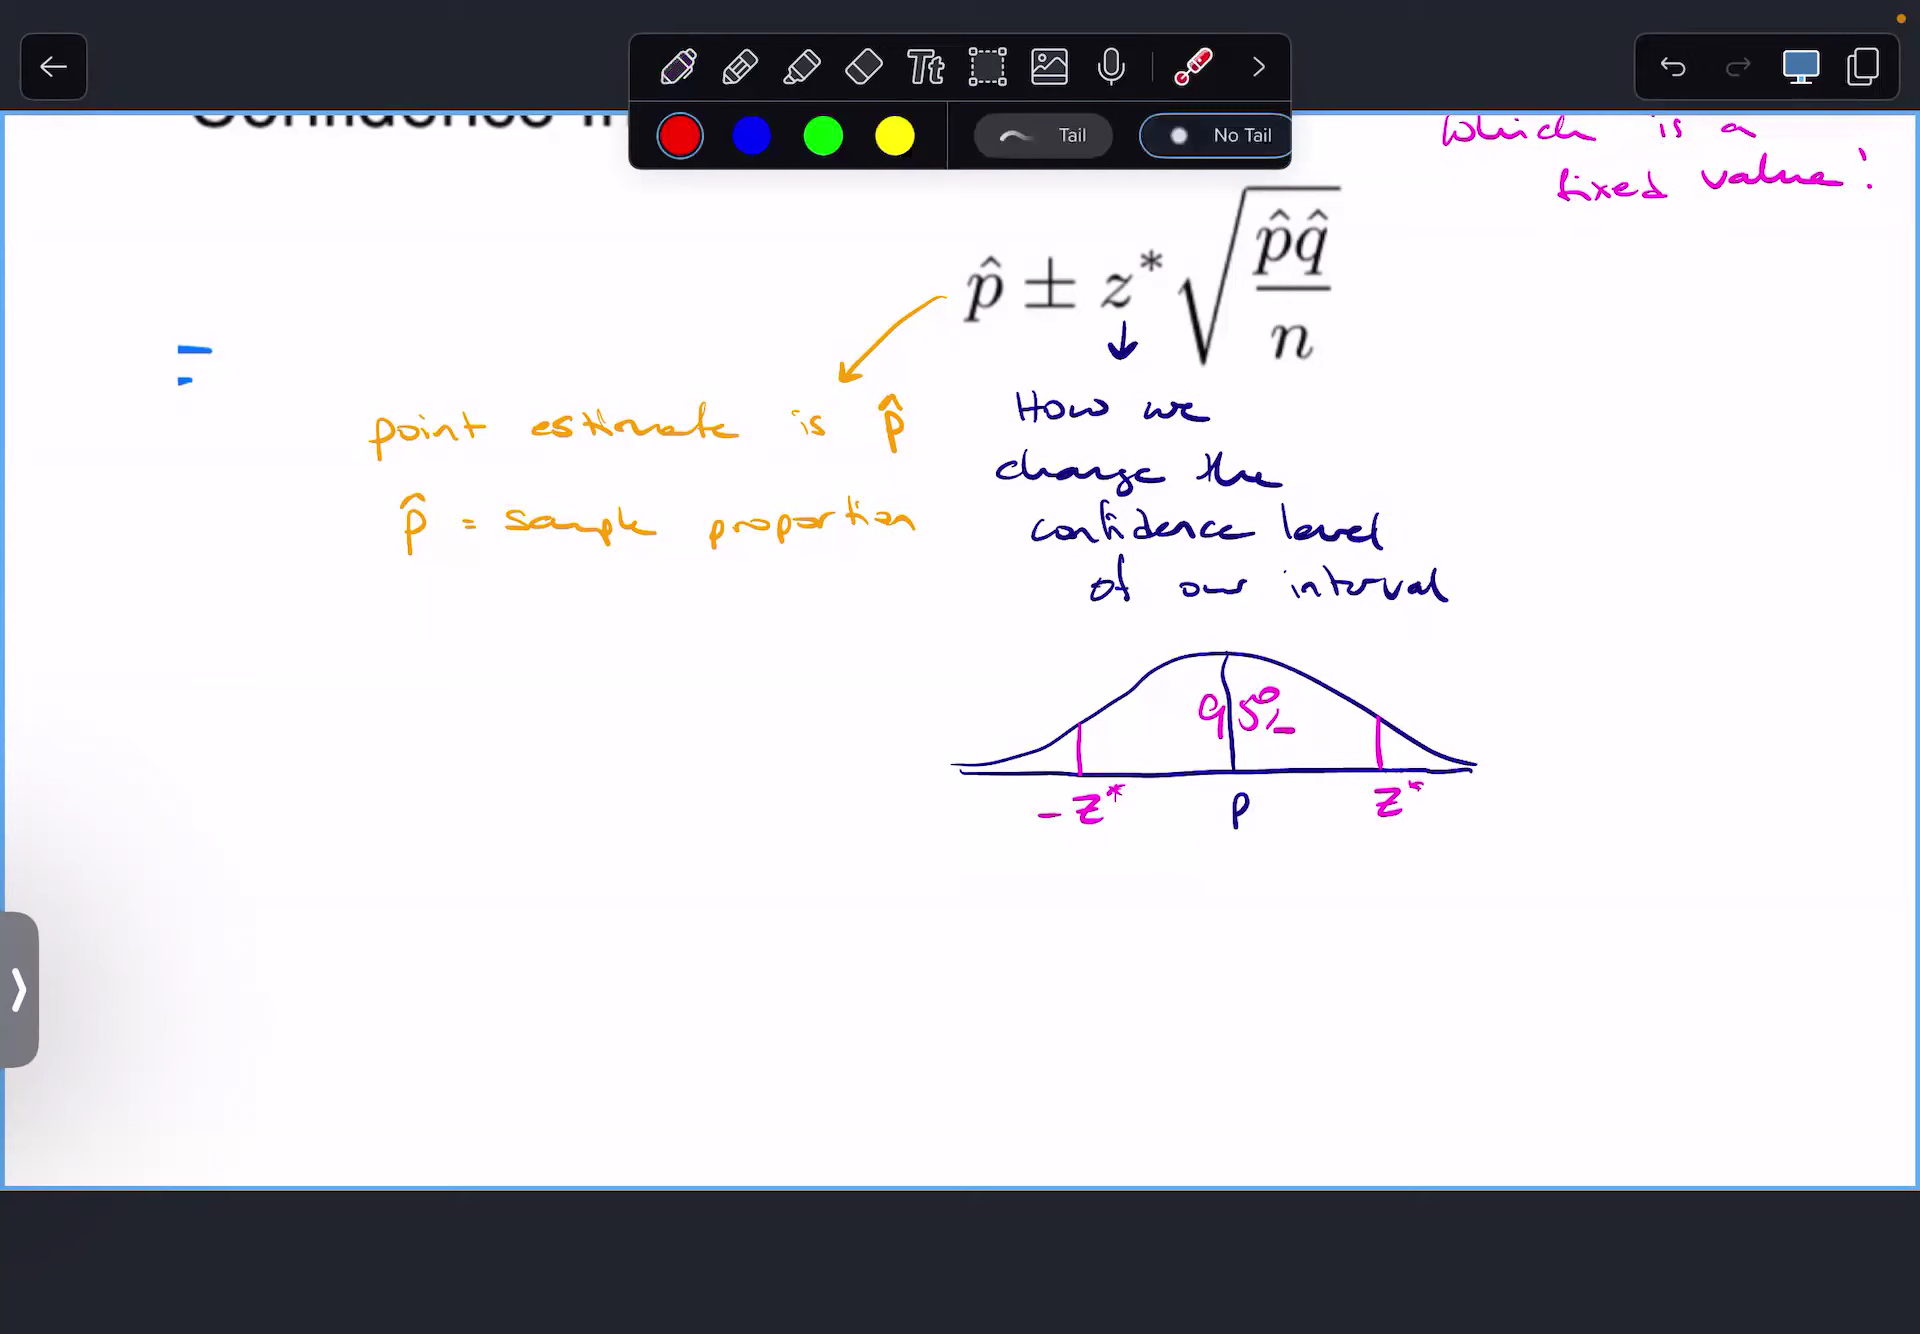 Tt
Tail
No Tail
Which is a
fixed value!
p̂ ± z* √(p̂q̂/n)
point estimate is p̂
p̂ = sample proportion
How we
change the
confidence level
of our interval
95%
-z*
P
z*